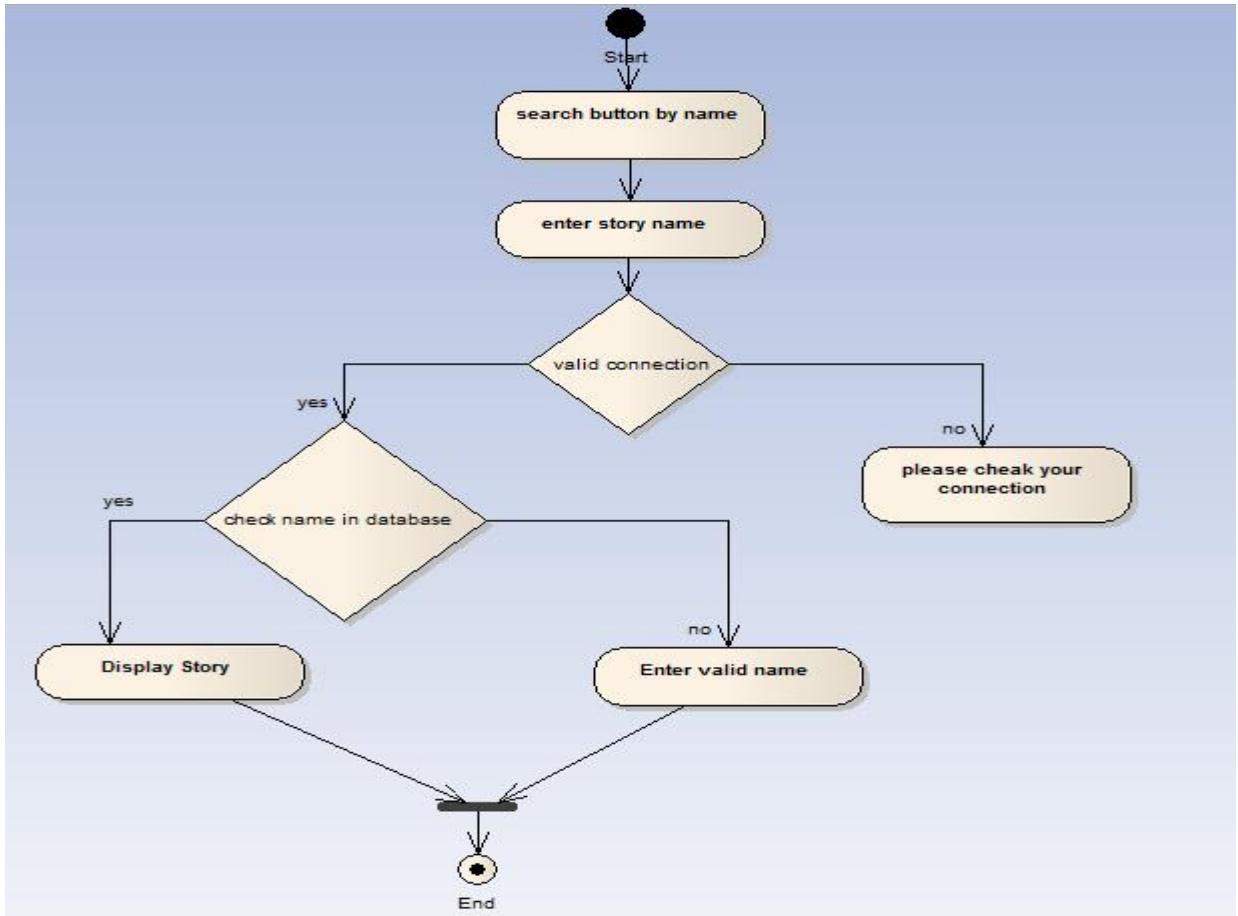 Start
search button by name
enter story name
valid connection
yes
no
please cheak your
connection
yes
check name in database
no
Display Story
Enter valid name
End